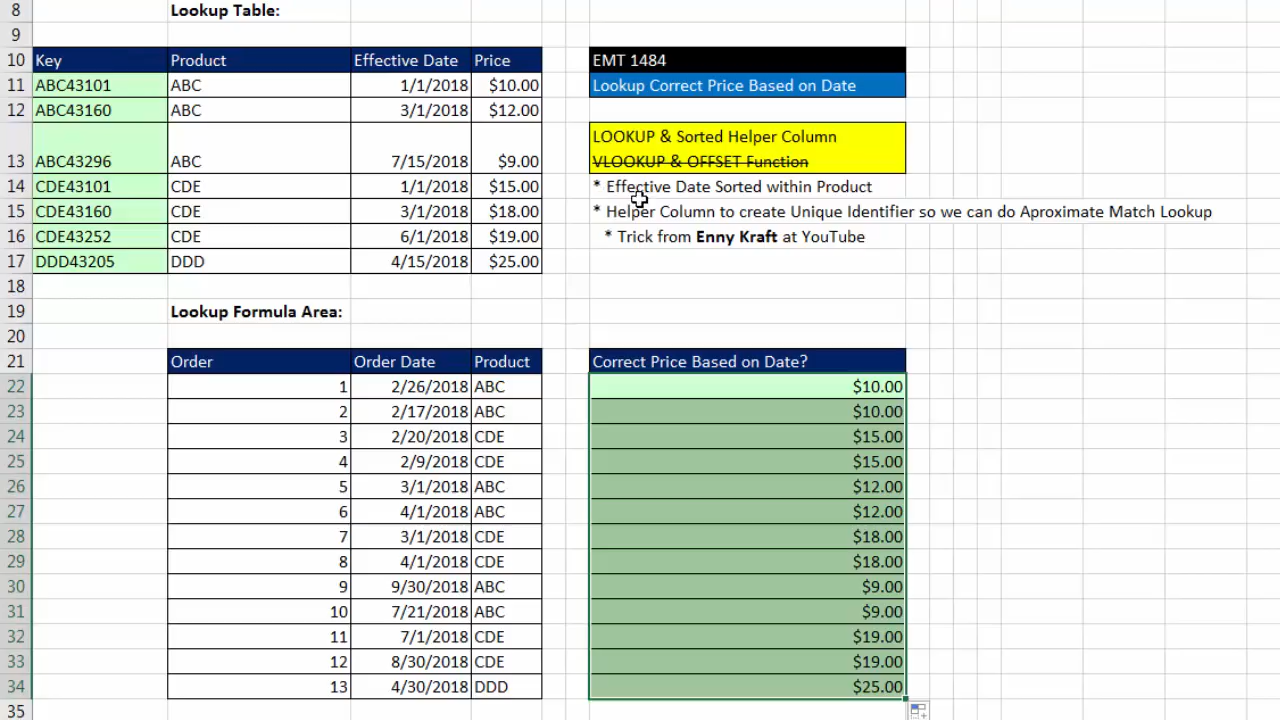 8 Lookup Table:
9
10 Key Product Effective Date Price EMT 1484
11 ABC43101 ABC 1/1/2018 $10.00 Lookup Correct Price Based on Date
12 ABC43160 ABC 3/1/2018 $12.00
LOOKUP & Sorted Helper Column
13 ABC43296 ABC 7/15/2018 $9.00 VLOOKUP & OFFSET Function
14 CDE43101 CDE 1/1/2018 $15.00 * Effective Date Sorted within Product
15 CDE43160 CDE 3/1/2018 $18.00 * Helper Column to create Unique Identifier so we can do Aproximate Match Lookup
16 CDE43252 CDE 6/1/2018 $19.00 * Trick from Enny Kraft at YouTube
17 DDD43205 DDD 4/15/2018 $25.00
18
19 Lookup Formula Area:
20
21 Order Order Date Product Correct Price Based on Date?
22 1 2/26/2018 ABC $10.00
23 2 2/17/2018 ABC $10.00
24 3 2/20/2018 CDE $15.00
25 4 2/9/2018 CDE $15.00
26 5 3/1/2018 ABC $12.00
27 6 4/1/2018 ABC $12.00
28 7 3/1/2018 CDE $18.00
29 8 4/1/2018 CDE $18.00
30 9 9/30/2018 ABC $9.00
31 10 7/21/2018 ABC $9.00
32 11 7/1/2018 CDE $19.00
33 12 8/30/2018 CDE $19.00
34 13 4/30/2018 DDD $25.00
35